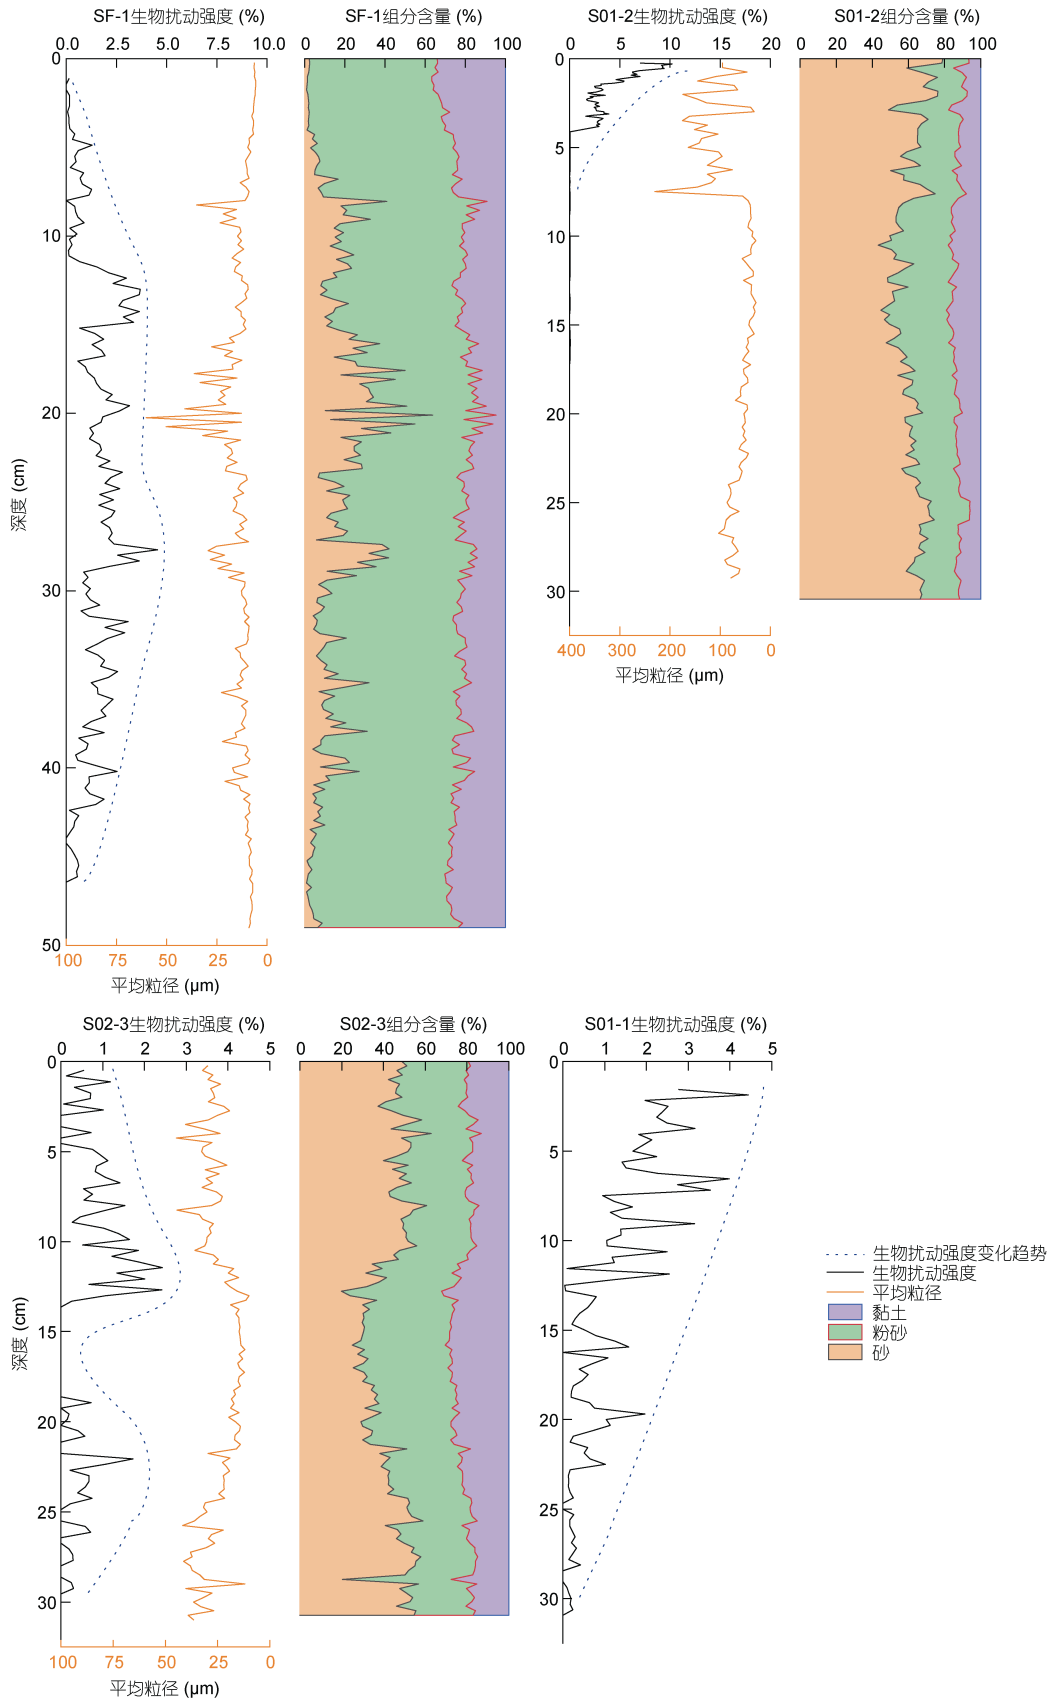 SF-1生物扰动强度 (%)
SF-1组分含量 (%)
S01-2生物扰动强度 (%)
S01-2组分含量 (%)
0.0 2.5 5.0 7.5 10.0
0 20 40 60 80 100
0 5 10 15 20
0 20 40 60 80 100
0
10
20
30
40
50
深度 (cm)
100 75 50 25 0
平均粒径 (μm)
0
5
10
15
20
25
30
400 300 200 100 0
平均粒径 (μm)
S02-3生物扰动强度 (%)
S02-3组分含量 (%)
S01-1生物扰动强度 (%)
0 1 2 3 4 5
0 20 40 60 80 100
0 1 2 3 4 5
0
5
10
15
20
25
30
深度 (cm)
100 75 50 25 0
平均粒径 (μm)
0
5
10
15
20
25
30
生物扰动强度变化趋势
生物扰动强度
平均粒径
黏土
粉砂
砂